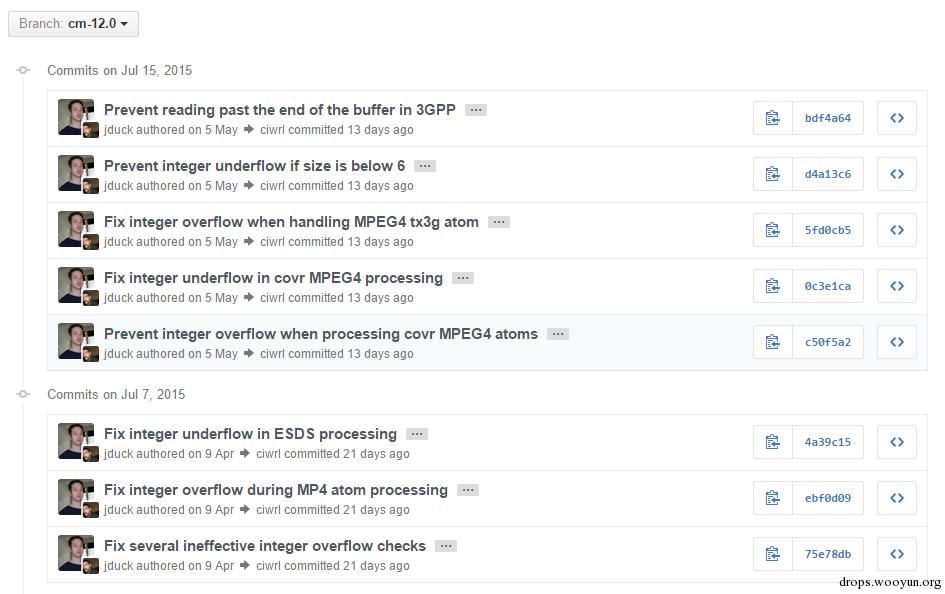 Branch: cm-12.0
Commits on Jul 15, 2015
Prevent reading past the end of the buffer in 3GPP ...
jduck authored on 5 May ciwrl committed 13 days ago
bdf4a64
Prevent integer underflow if size is below 6 ...
jduck authored on 5 May ciwrl committed 13 days ago
d4a13c6
Fix integer overflow when handling MPEG4 tx3g atom ...
jduck authored on 5 May ciwrl committed 13 days ago
5fd0cb5
Fix integer underflow in covr MPEG4 processing ...
jduck authored on 5 May ciwrl committed 13 days ago
0c3e1ca
Prevent integer overflow when processing covr MPEG4 atoms ...
jduck authored on 5 May ciwrl committed 13 days ago
c50f5a2
Commits on Jul 7, 2015
Fix integer underflow in ESDS processing ...
jduck authored on 9 Apr ciwrl committed 21 days ago
4a39c15
Fix integer overflow during MP4 atom processing ...
jduck authored on 9 Apr ciwrl committed 21 days ago
ebf0d09
Fix several ineffective integer overflow checks ...
jduck authored on 9 Apr ciwrl committed 21 days ago
75e78db
drops.wooyun.org